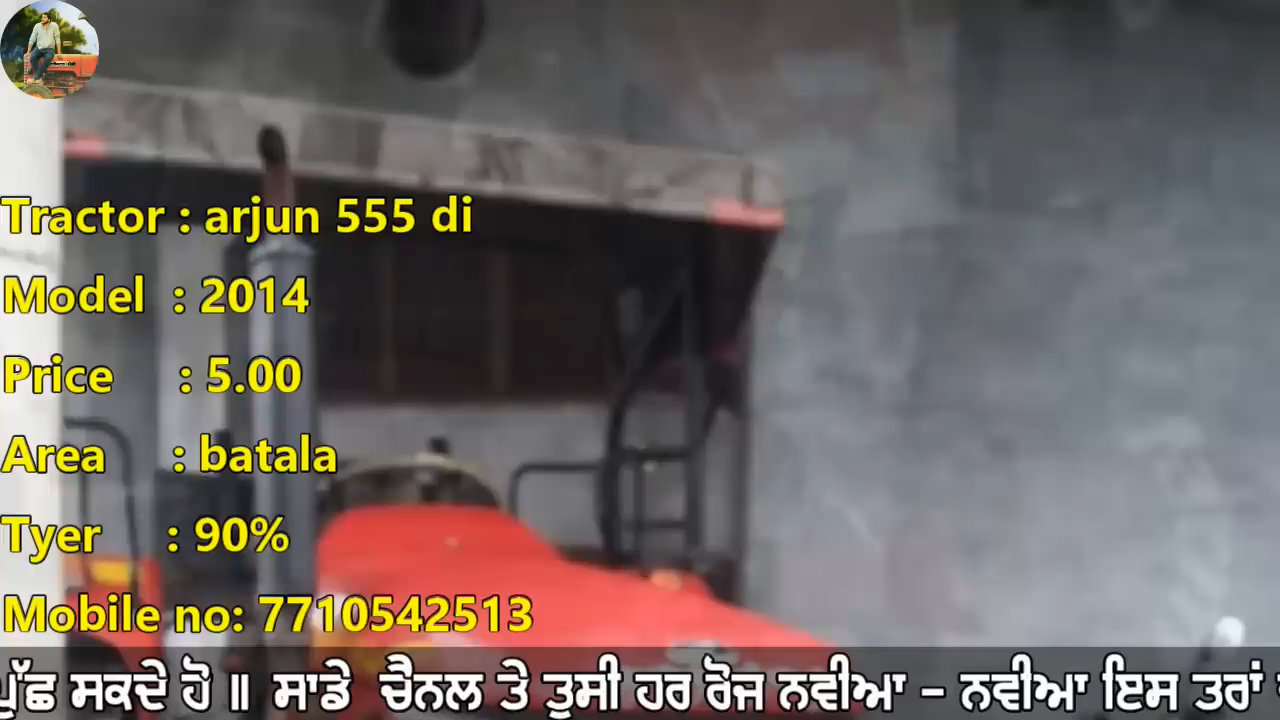 Tractor : arjun 555 di
Model : 2014
Price : 5.00
Area : batala
Tyer : 90%
Mobile no: 7710542513
ਸਕਦੇ ਹੋ ॥ ਸਾਡੇ ਚੈਨਲ ਤੇ ਤੁਸੀ ਹਰ ਰੋਜ ਨਵੀਆ - ਨਵੀਆ ਇਸ ਤਰਾਂ